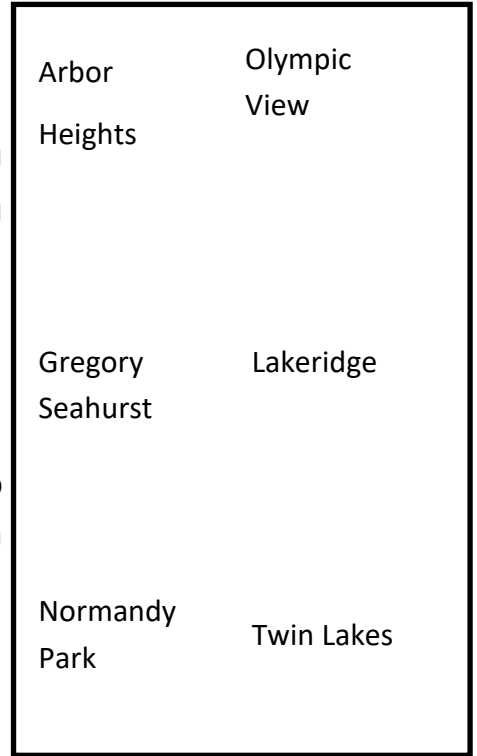 Arbor
Heights
Olympic
View
Gregory
Seahurst
Lakeridge
Normandy
Park
Twin Lakes